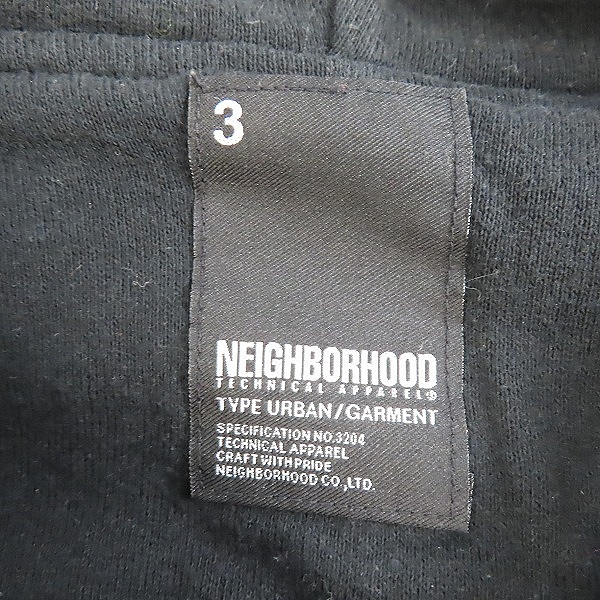 3
NEIGHBORHOOD
TECHNICAL APPAREL®
TYPE URBAN/GARMENT
SPECIFICATION NO.3204
TECHNICAL APPAREL
CRAFT WITH PRIDE
NEIGHBORHOOD CO.,LTD.